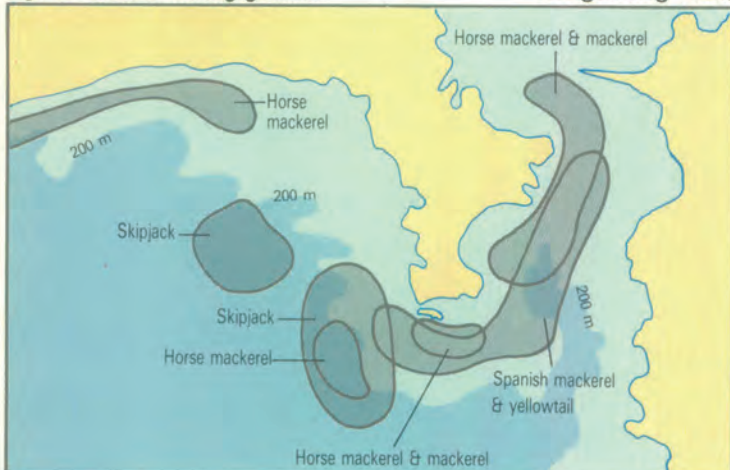 Horse mackerel & mackerel
Horse
mackerel
200 m
200 m
Skipjack
Skipjack
Horse mackerel
200 m
Spanish mackerel
& yellowtail
Horse mackerel & mackerel